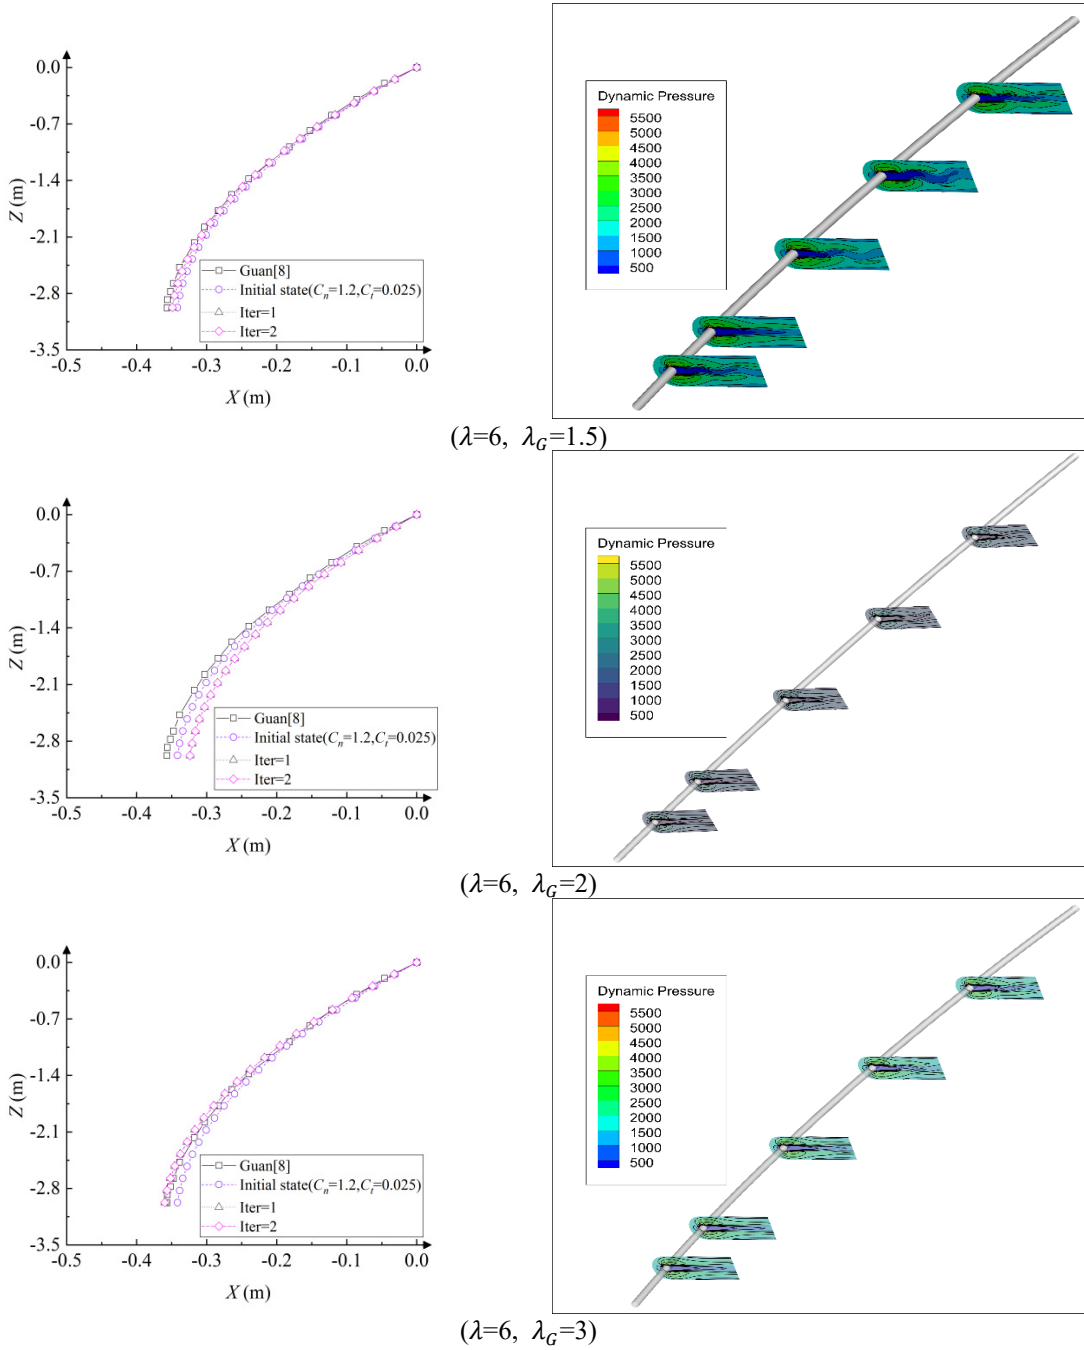 0.0
-0.7
-1.4
-2.1
-2.8
-3.5
Z (m)
Guan[8]
Initial state(Cₙ=1.2,Cₜ=0.025)
Iter=1
Iter=2
-0.5 -0.4 -0.3 -0.2 -0.1 0.0
X (m)
Dynamic Pressure
5500
5000
4500
4000
3500
3000
2500
2000
1500
1000
500
(λ=6, λ_G=1.5)
0.0
-0.7
-1.4
-2.1
-2.8
-3.5
Z (m)
Guan[8]
Initial state(Cₙ=1.2,Cₜ=0.025)
Iter=1
Iter=2
-0.5 -0.4 -0.3 -0.2 -0.1 0.0
X (m)
Dynamic Pressure
5500
5000
4500
4000
3500
3000
2500
2000
1500
1000
500
(λ=6, λ_G=2)
0.0
-0.7
-1.4
-2.1
-2.8
-3.5
Z (m)
Guan[8]
Initial state(Cₙ=1.2,Cₜ=0.025)
Iter=1
Iter=2
-0.5 -0.4 -0.3 -0.2 -0.1 0.0
X (m)
Dynamic Pressure
5500
5000
4500
4000
3500
3000
2500
2000
1500
1000
500
(λ=6, λ_G=3)